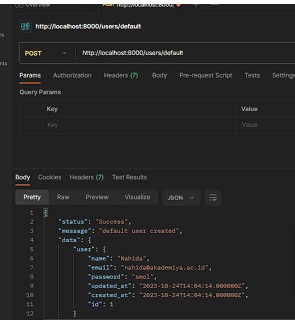 Overview
http://localhost:8000/users/default
POST
http://localhost:8000/users/default
Params Authorization Headers (7) Body Pre-request Script Tests Settings
Query Params
Key Value
Key Value
Body Cookies Headers (7) Test Results
Pretty Raw Preview Visualize JSON
1 {
2 "status": "Success",
3 "message": "default user created",
4 "data": {
5 "user": {
6 "name": "Nahida",
7 "email": "nahida@akademiya.ac.id",
8 "password": "smol",
9 "updated_at": "2023-10-24T14:04:14.000000Z",
10 "created_at": "2023-10-24T14:04:14.000000Z",
11 "id": 1
12 }